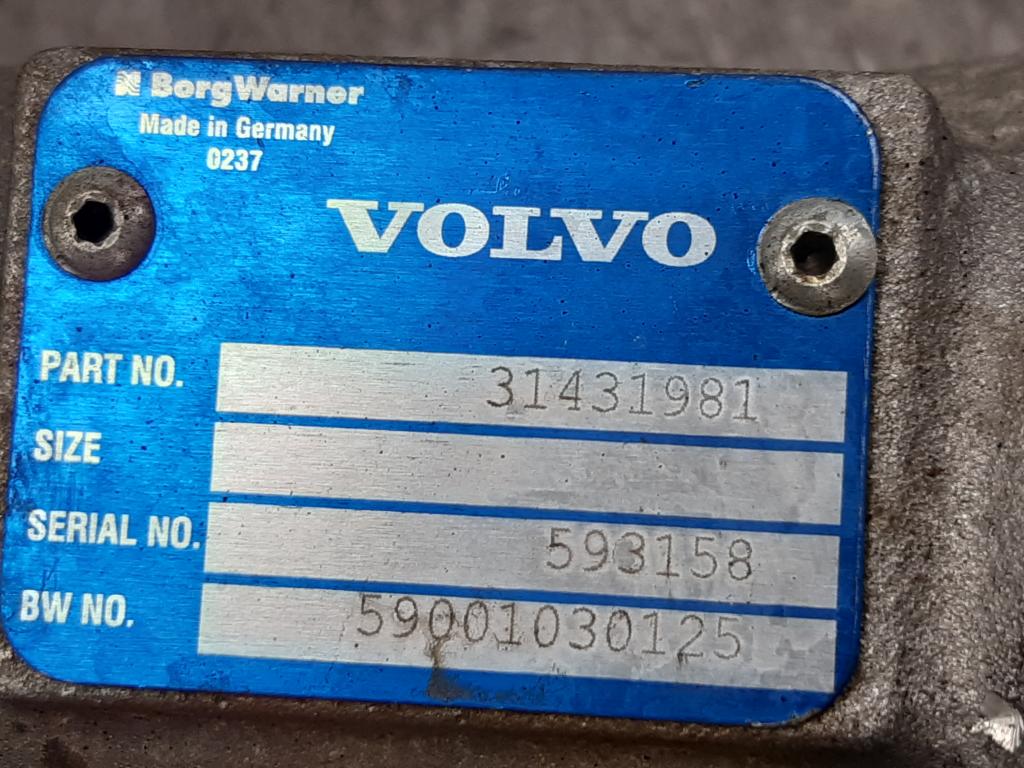 BorgWarner
Made in Germany
0237
VOLVO
PART NO. 31431981
SIZE
SERIAL NO. 593158
BW NO. 59001030125